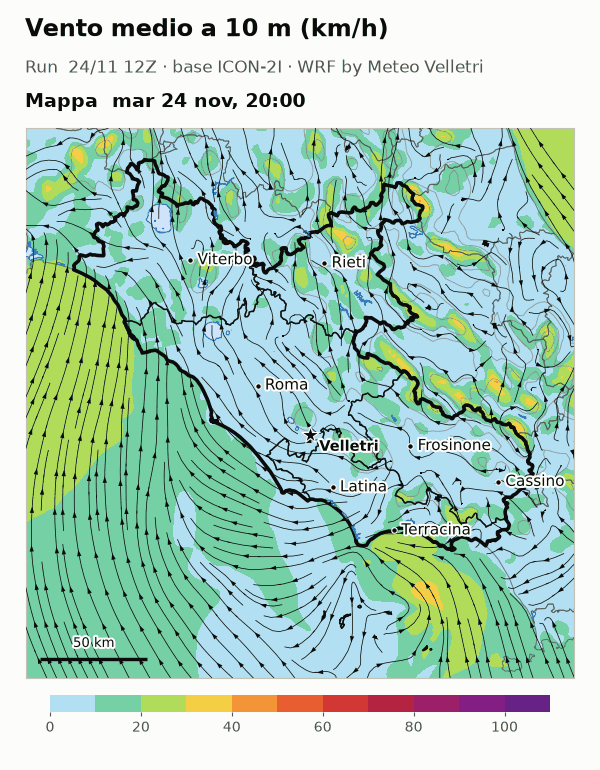 Vento medio a 10 m (km/h)
Run 24/11 12Z · base ICON-2I · WRF by Meteo Velletri
Mappa mar 24 nov, 20:00
Viterbo
Rieti
Roma
Velletri
Frosinone
Cassino
Latina
Terracina
50 km
0 20 40 60 80 100